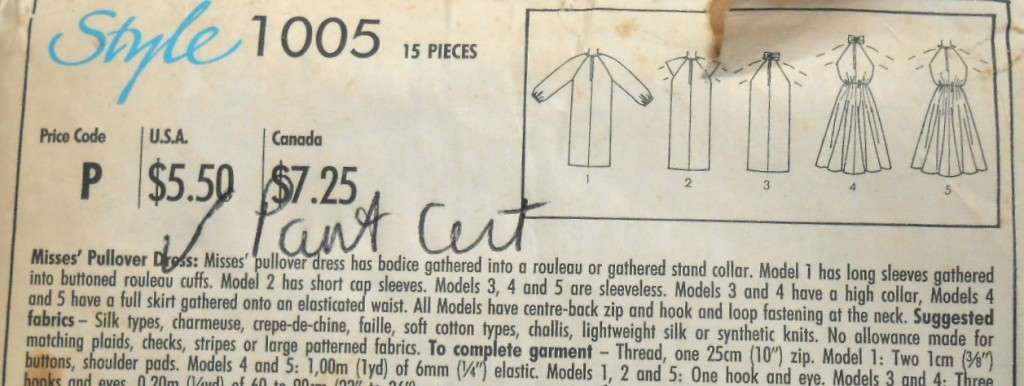 Style 1005 15 PIECES
Price Code U.S.A. Canada
P $5.50 $7.25
1 2 3 4 5
Part Cut
Misses' Pullover Dress: Misses' pullover dress has bodice gathered into a rouleau or gathered stand collar. Model 1 has long sleeves gathered
into buttoned rouleau cuffs. Model 2 has short cap sleeves. Models 3, 4 and 5 are sleeveless. Models 3 and 4 have a high collar, Models 4
and 5 have a full skirt gathered onto an elasticated waist. All Models have centre-back zip and hook and loop fastening at the neck. Suggested
fabrics – Silk types, charmeuse, crepe-de-chine, faille, soft cotton types, challis, lightweight silk or synthetic knits. No allowance made for
matching plaids, checks, stripes or large patterned fabrics. To complete garment – Thread, one 25cm (10") zip. Model 1: Two 1cm (⅜")
buttons, shoulder pads. Models 4 and 5: 1,00m (1yd) of 6mm (¼") elastic. Models 1, 2 and 5: One hook and eye. Models 3 and 4: Three
hooks and eyes, 0,20m